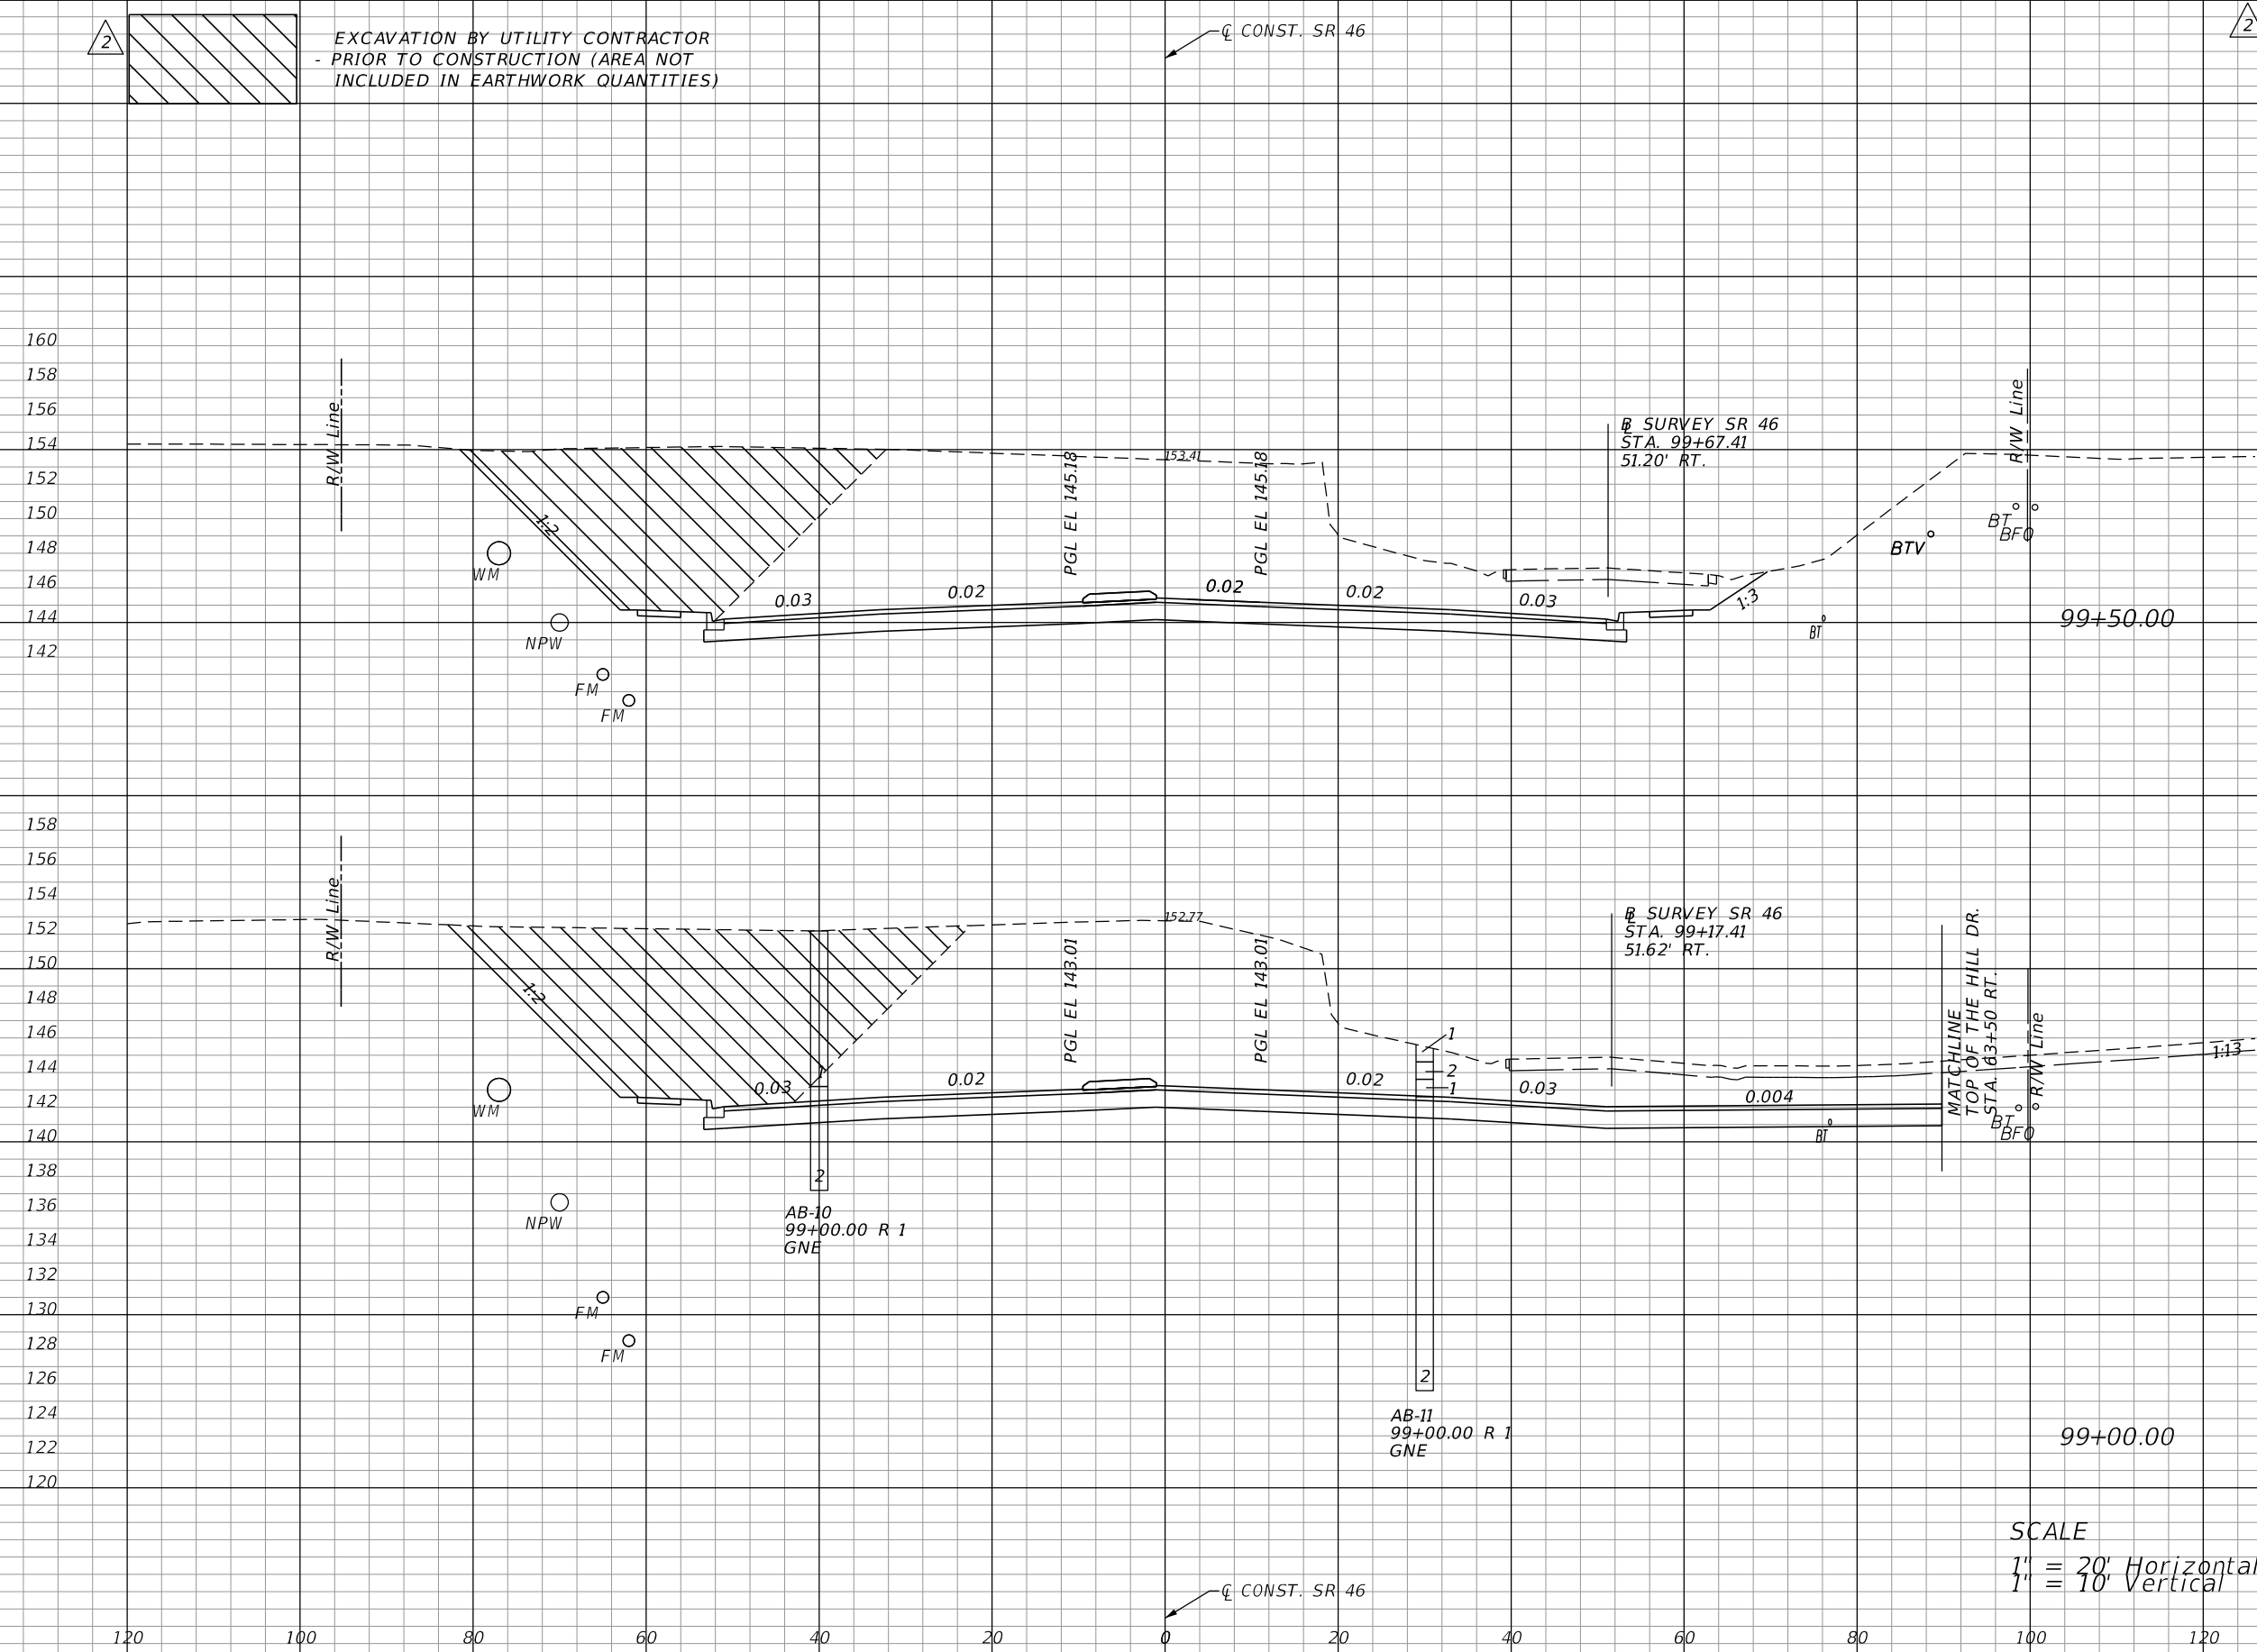 2
EXCAVATION BY UTILITY CONTRACTOR
- PRIOR TO CONSTRUCTION (AREA NOT
INCLUDED IN EARTHWORK QUANTITIES)
℄ CONST. SR 46
2
160
158
156
154
152
150
148
146
144
142
R/W Line
1:2
WM
NPW
FM
FM
0.03
0.02
PGL EL 145.18
153.41
PGL EL 145.18
0.02
0.02
0.03
BL SURVEY SR 46
STA. 99+67.41
51.20' RT.
1:3
BT
BTV
BT
BFO
R/W Line
99+50.00
158
156
154
152
150
148
146
144
142
140
138
136
134
132
130
128
126
124
122
120
R/W Line
1:2
WM
NPW
FM
FM
0.03
1
2
AB-10
99+00.00 R 1
GNE
0.02
PGL EL 143.01
152.77
PGL EL 143.01
0.02
1
2
1
2
AB-11
99+00.00 R 1
GNE
0.03
BL SURVEY SR 46
STA. 99+17.41
51.62' RT.
0.004
BT
MATCHLINE
TOP OF THE HILL DR.
STA. 63+50 RT.
BT
BFO
R/W Line
1:13
99+00.00
SCALE
1" = 20' Horizontal
1" = 10' Vertical
℄ CONST. SR 46
120 100 80 60 40 20 0 20 40 60 80 100 120